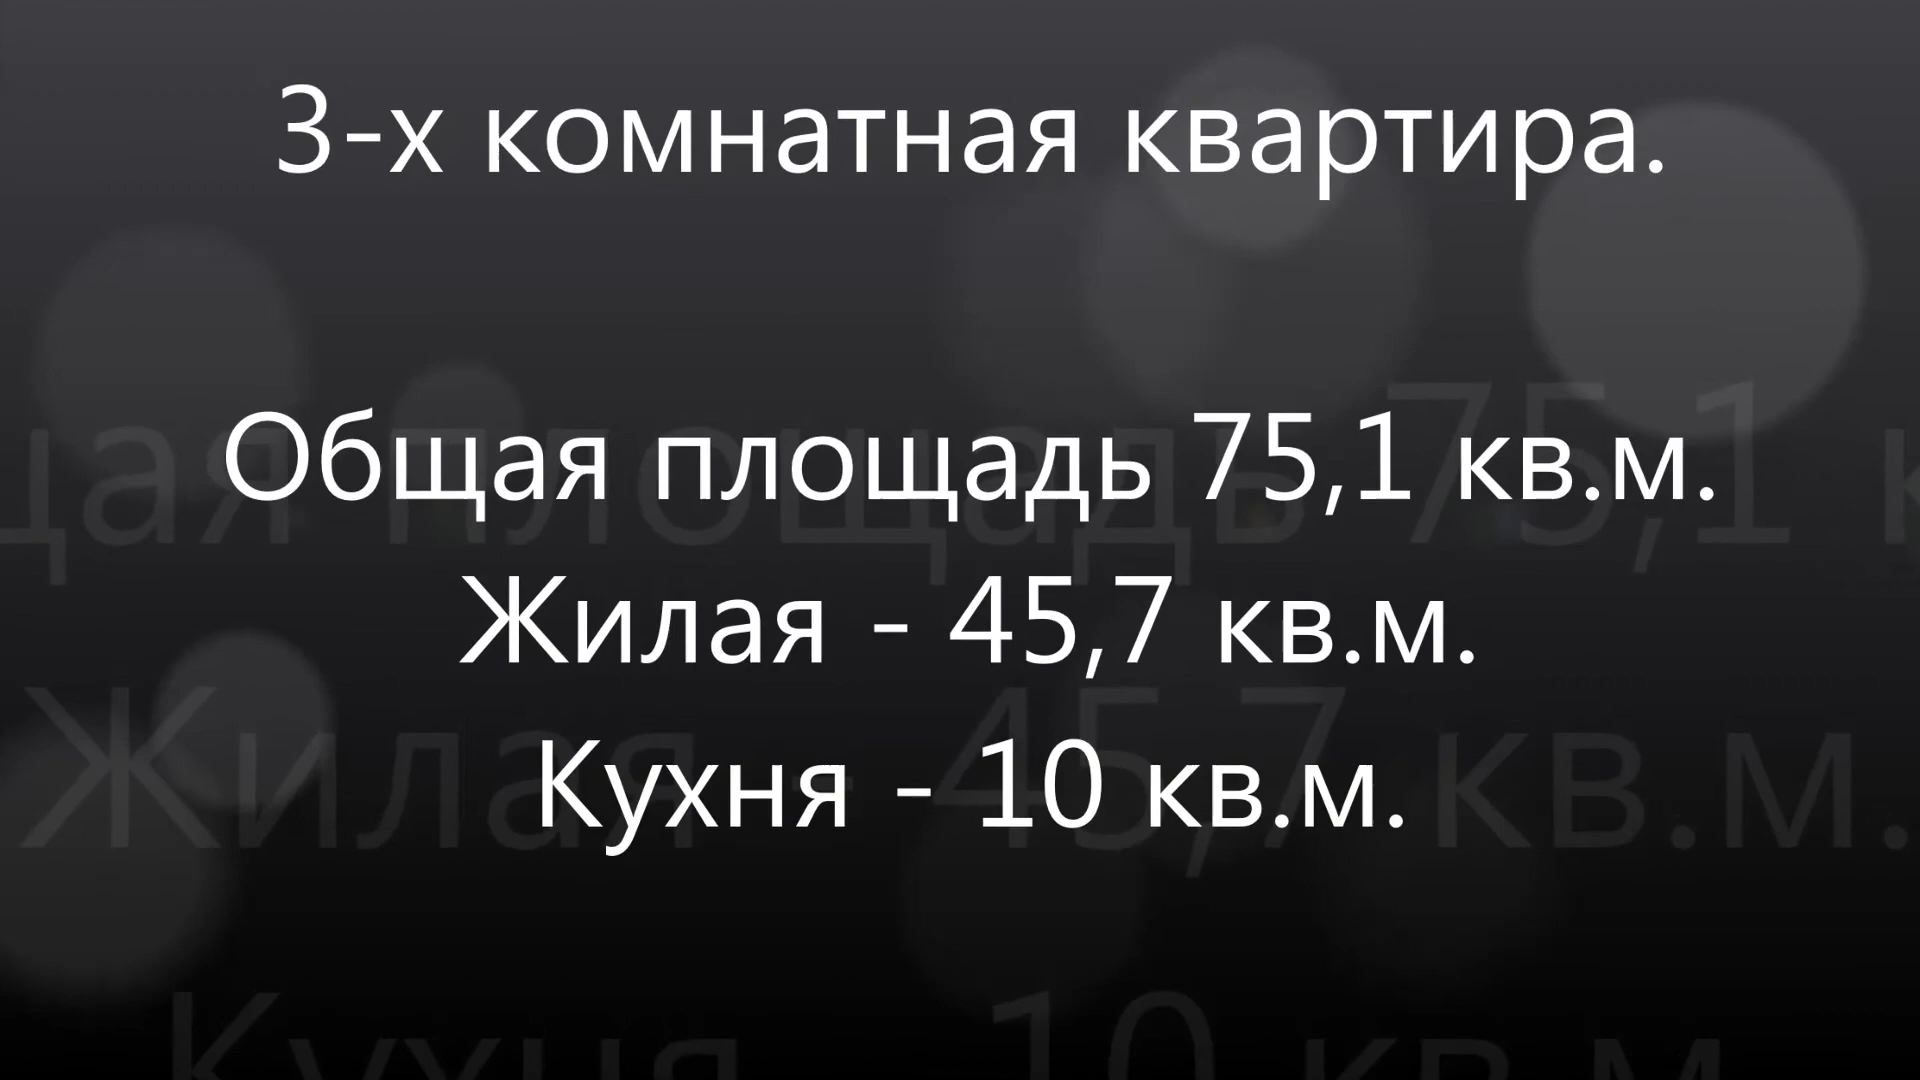 3-х комнатная квартира.
Общая площадь 75,1 кв.м.
Жилая - 45,7 кв.м.
Кухня - 10 кв.м.